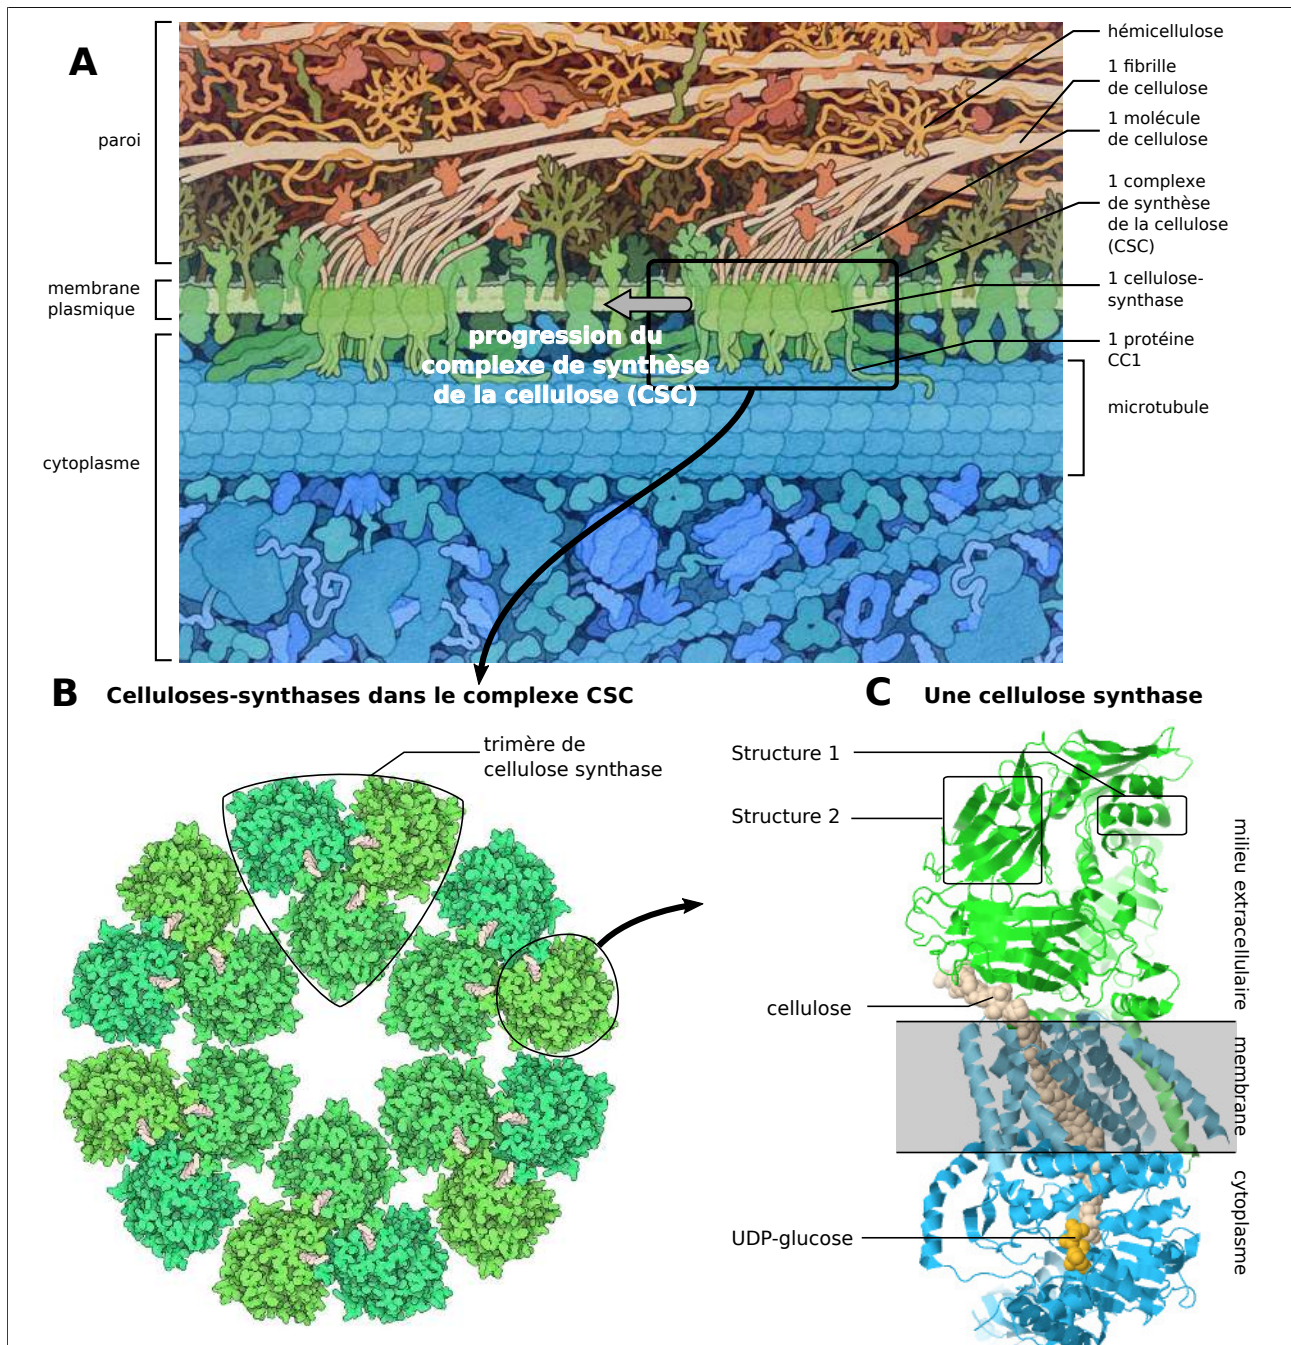 A
paroi
membrane
plasmique
cytoplasme
hémicellulose
1 fibrille
de cellulose
1 molécule
de cellulose
1 complexe
de synthèse
de la cellulose
(CSC)
1 cellulose-
synthase
1 protéine
CC1
microtubule
progression du
complexe de synthèse
de la cellulose (CSC)
B Celluloses-synthases dans le complexe CSC
trimère de
cellulose synthase
C Une cellulose synthase
Structure 1
Structure 2
cellulose
UDP-glucose
milieu extracellulaire
membrane
cytoplasme